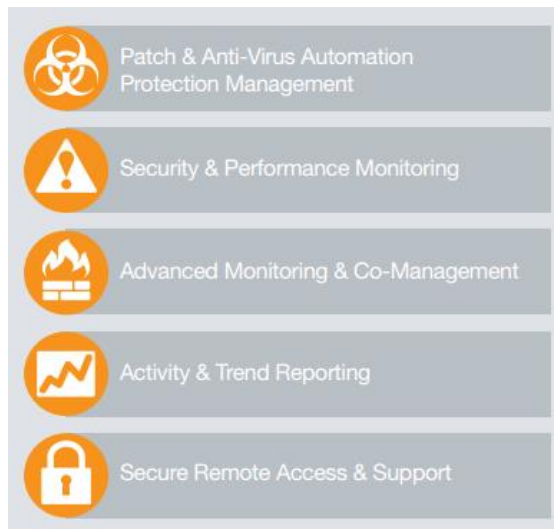 Patch & Anti-Virus Automation
Protection Management
Security & Performance Monitoring
Advanced Monitoring & Co-Management
Activity & Trend Reporting
Secure Remote Access & Support